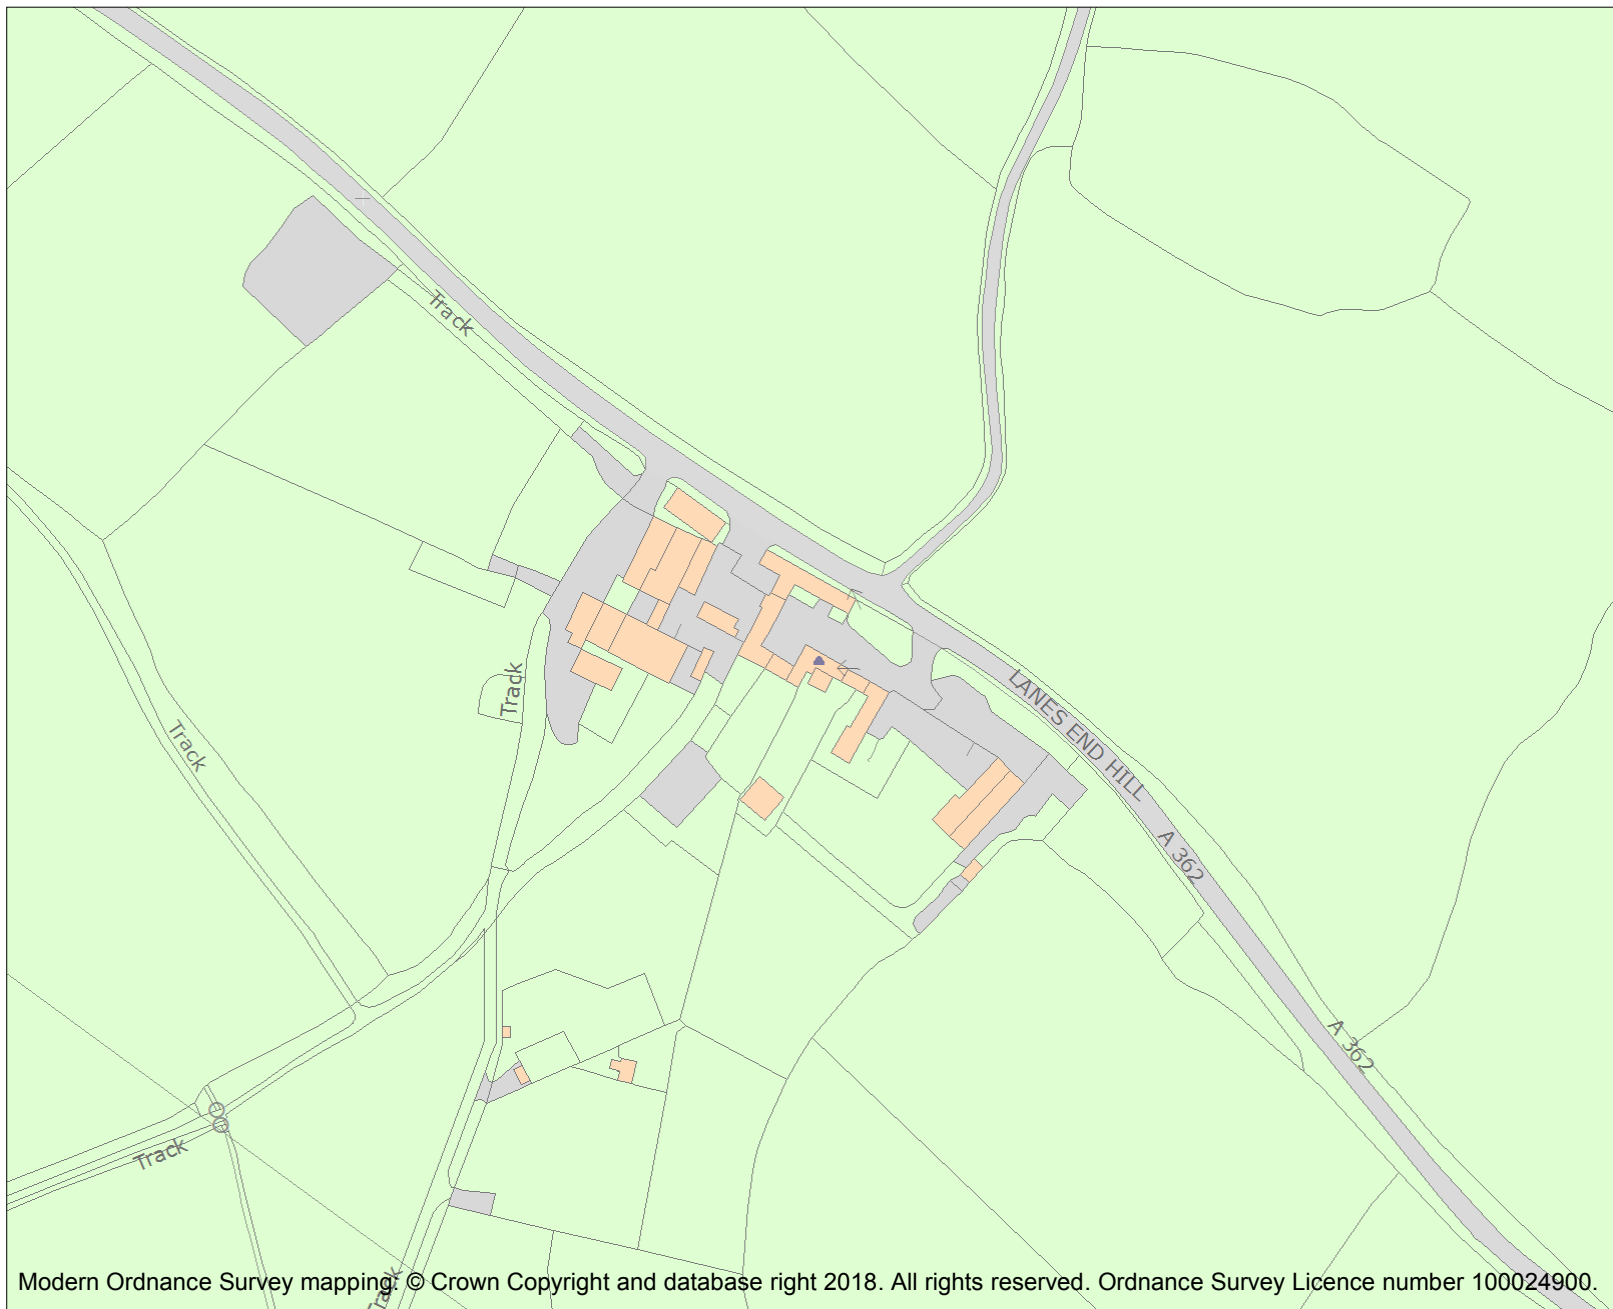 Track
Track
Track
LANES END HILL
A 362
A 362
Track
Track
Modern Ordnance Survey mapping: © Crown Copyright and database right 2018. All rights reserved. Ordnance Survey Licence number 100024900.